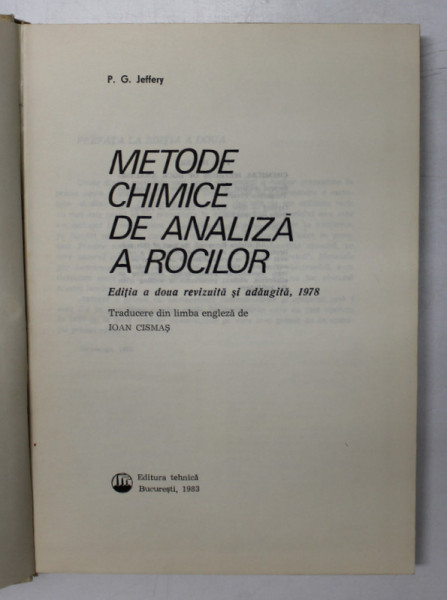 P. G. Jeffery
METODE
CHIMICE
DE ANALIZĂ
A ROCILOR
Ediția a doua revizuită și adăugită, 1978
Traducere din limba engleză de
IOAN CISMAȘ
Editura tehnică
București, 1983